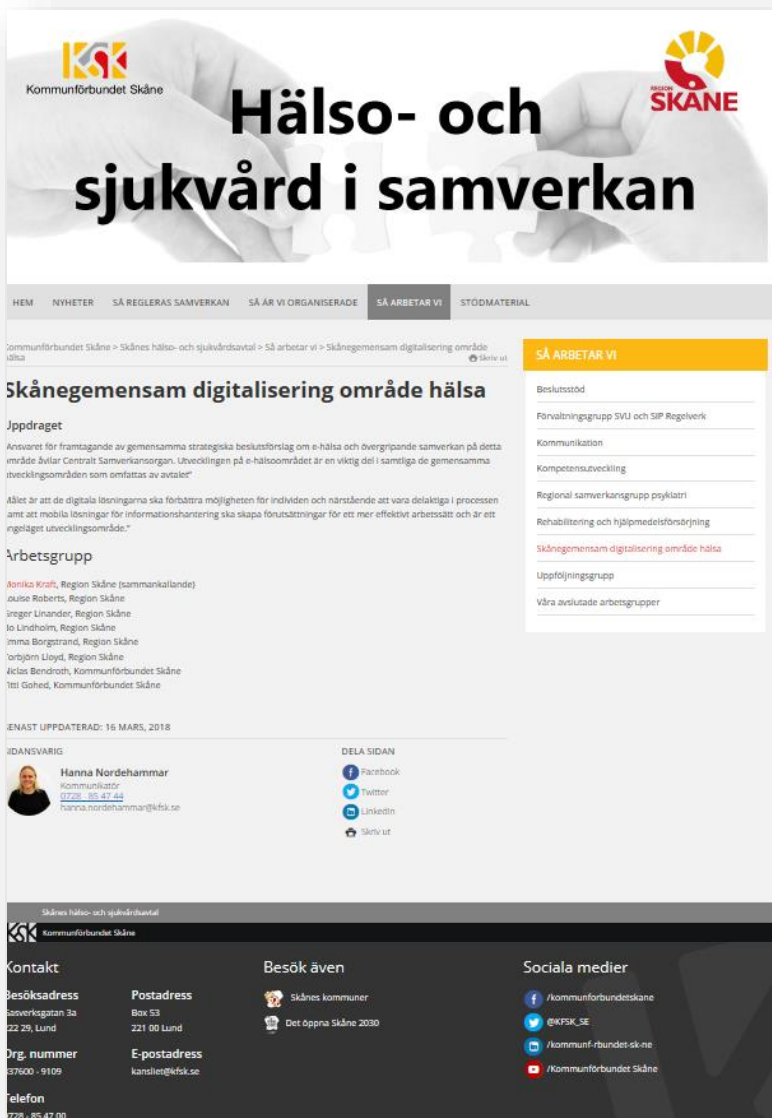 KSK
Kommunförbundet Skåne
REGION
SKÅNE
Hälso- och
sjukvård i samverkan
HEM NYHETER SÅ REGLERAS SAMVERKAN SÅ ÄR VI ORGANISERADE SÅ ARBETAR VI STÖDMATERIAL
Kommunförbundet Skåne > Skånes hälso- och sjukvårdsavtal > Så arbetar vi > Skånegemensam digitalisering område
hälsa
Skriv ut
Skånegemensam digitalisering område hälsa
Uppdraget
"Ansvaret för framtagande av gemensamma strategiska beslutsförslag om e-hälsa och övergripande samverkan på detta
område åvilar Centralt Samverkansorgan. Utvecklingen på e-hälsoområdet är en viktig del i samtliga de gemensamma
utvecklingsområden som omfattas av avtalet"
Målet är att de digitala lösningarna ska förbättra möjligheten för individen och närstående att vara delaktiga i processen
samt att mobila lösningar för informationshantering ska skapa förutsättningar för ett mer effektivt arbetssätt och är ett
angeläget utvecklingsområde."
Arbetsgrupp
Monika Kraft, Region Skåne (sammankallande)
Louise Roberts, Region Skåne
Greger Linander, Region Skåne
Bo Lindholm, Region Skåne
Emma Borgstrand, Region Skåne
Torbjörn Lloyd, Region Skåne
Niclas Bendroth, Kommunförbundet Skåne
Titti Gohed, Kommunförbundet Skåne
SENAST UPPDATERAD: 16 MARS, 2018
SIDANSVARIG
Hanna Nordehammar
Kommunikatör
0728 - 85 47 44
hanna.nordehammar@kfsk.se
DELA SIDAN
Facebook
Twitter
LinkedIn
Skriv ut
SÅ ARBETAR VI
Beslutsstöd
Förvaltningsgrupp SVU och SIP Regelverk
Kommunikation
Kompetensutveckling
Regional samverkansgrupp psykiatri
Rehabilitering och hjälpmedelsförsörjning
Skånegemensam digitalisering område hälsa
Uppföljningsgrupp
Våra avslutade arbetsgrupper
Skånes hälso- och sjukvårdsavtal
KSK Kommunförbundet Skåne
Kontakt
Besöksadress
Gasverksgatan 3a
222 29, Lund
Org. nummer
837600 - 9109
Telefon
0728 - 85 47 00
Postadress
Box 53
221 00 Lund
E-postadress
kansliet@kfsk.se
Besök även
Skånes kommuner
Det öppna Skåne 2030
Sociala medier
/kommunforbundetskane
@KFSK_SE
/kommunf-rbundet-sk-ne
/Kommunförbundet Skåne